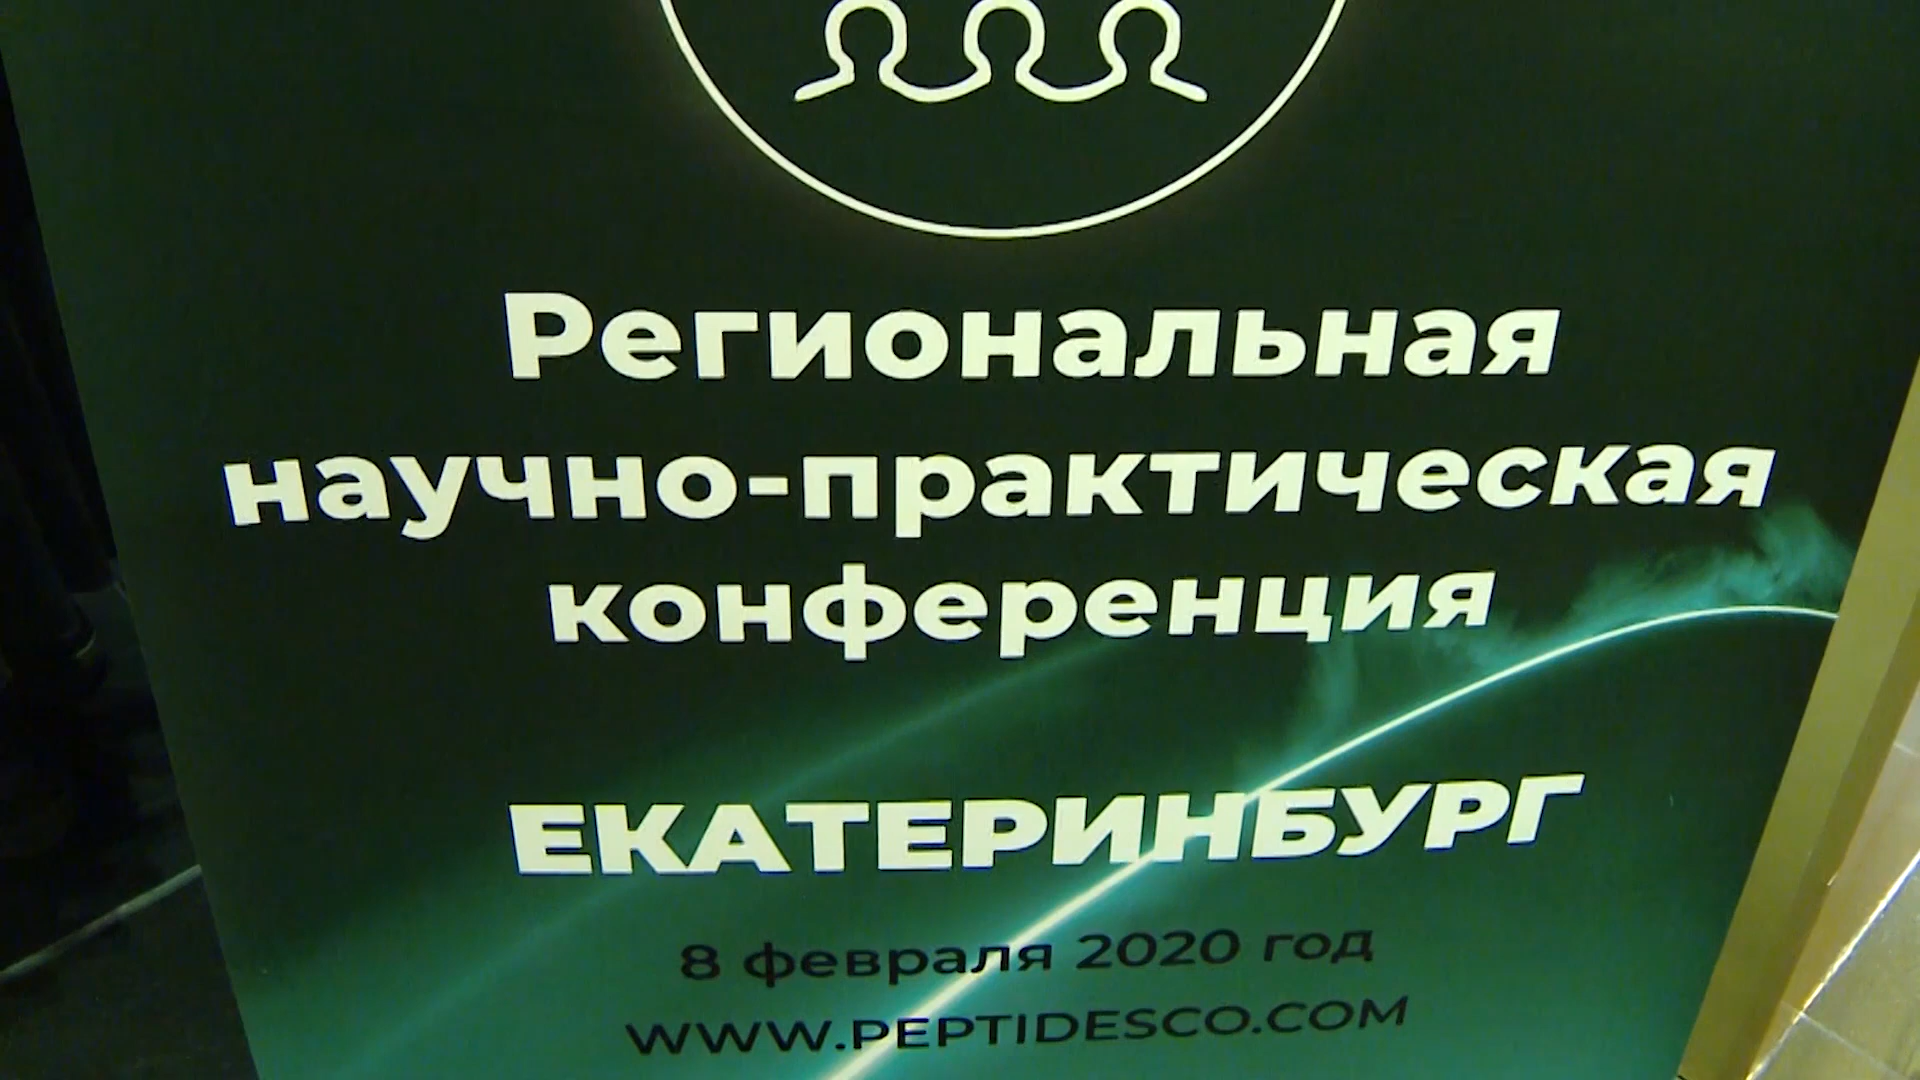 Региональная
научно-практическая
конференция
ЕКАТЕРИНБУРГ
8 февраля 2020 год
WWW.PEPTIDESCO.COM